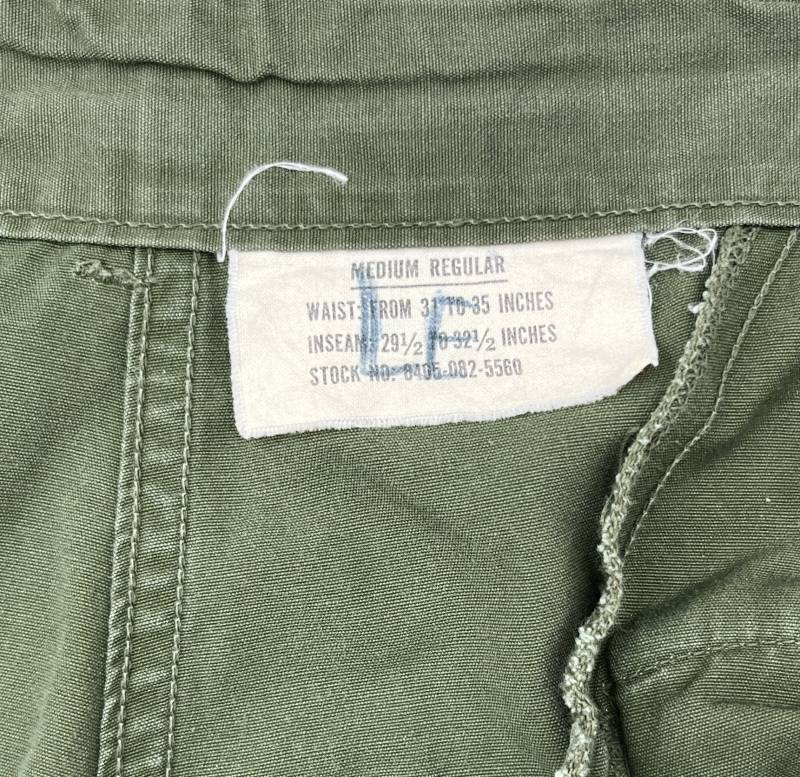 MEDIUM REGULAR
WAIST: FROM 31 TO 35 INCHES
INSEAM: 29½ TO 32½ INCHES
STOCK NO: 8405-082-5560